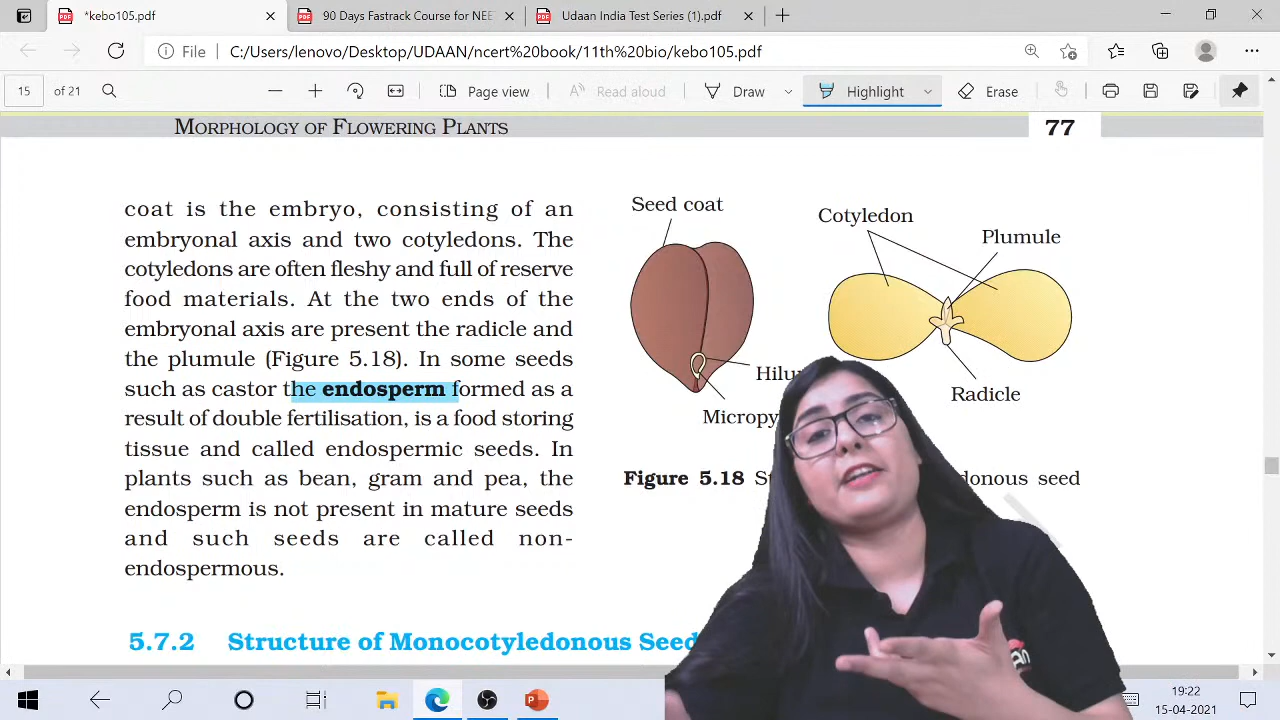 *kebo105.pdf
90 Days Fastrack Course for NEE
Udaan India Test Series (1).pdf
File
C:/Users/lenovo/Desktop/UDAAN/ncert%20book/11th%20bio/kebo105.pdf
15 of 21
Page view
Read aloud
Draw
Highlight
Erase
MORPHOLOGY OF FLOWERING PLANTS
77
coat is the embryo, consisting of an
embryonal axis and two cotyledons. The
cotyledons are often fleshy and full of reserve
food materials. At the two ends of the
embryonal axis are present the radicle and
the plumule (Figure 5.18). In some seeds
such as castor the endosperm formed as a
result of double fertilisation, is a food storing
tissue and called endospermic seeds. In
plants such as bean, gram and pea, the
endosperm is not present in mature seeds
and such seeds are called non-
endospermous.
Seed coat
Cotyledon
Plumule
Hilu
Radicle
Micropy
Figure 5.18 St
donous seed
5.7.2 Structure of Monocotyledonous Seed
19:22
15-04-2021